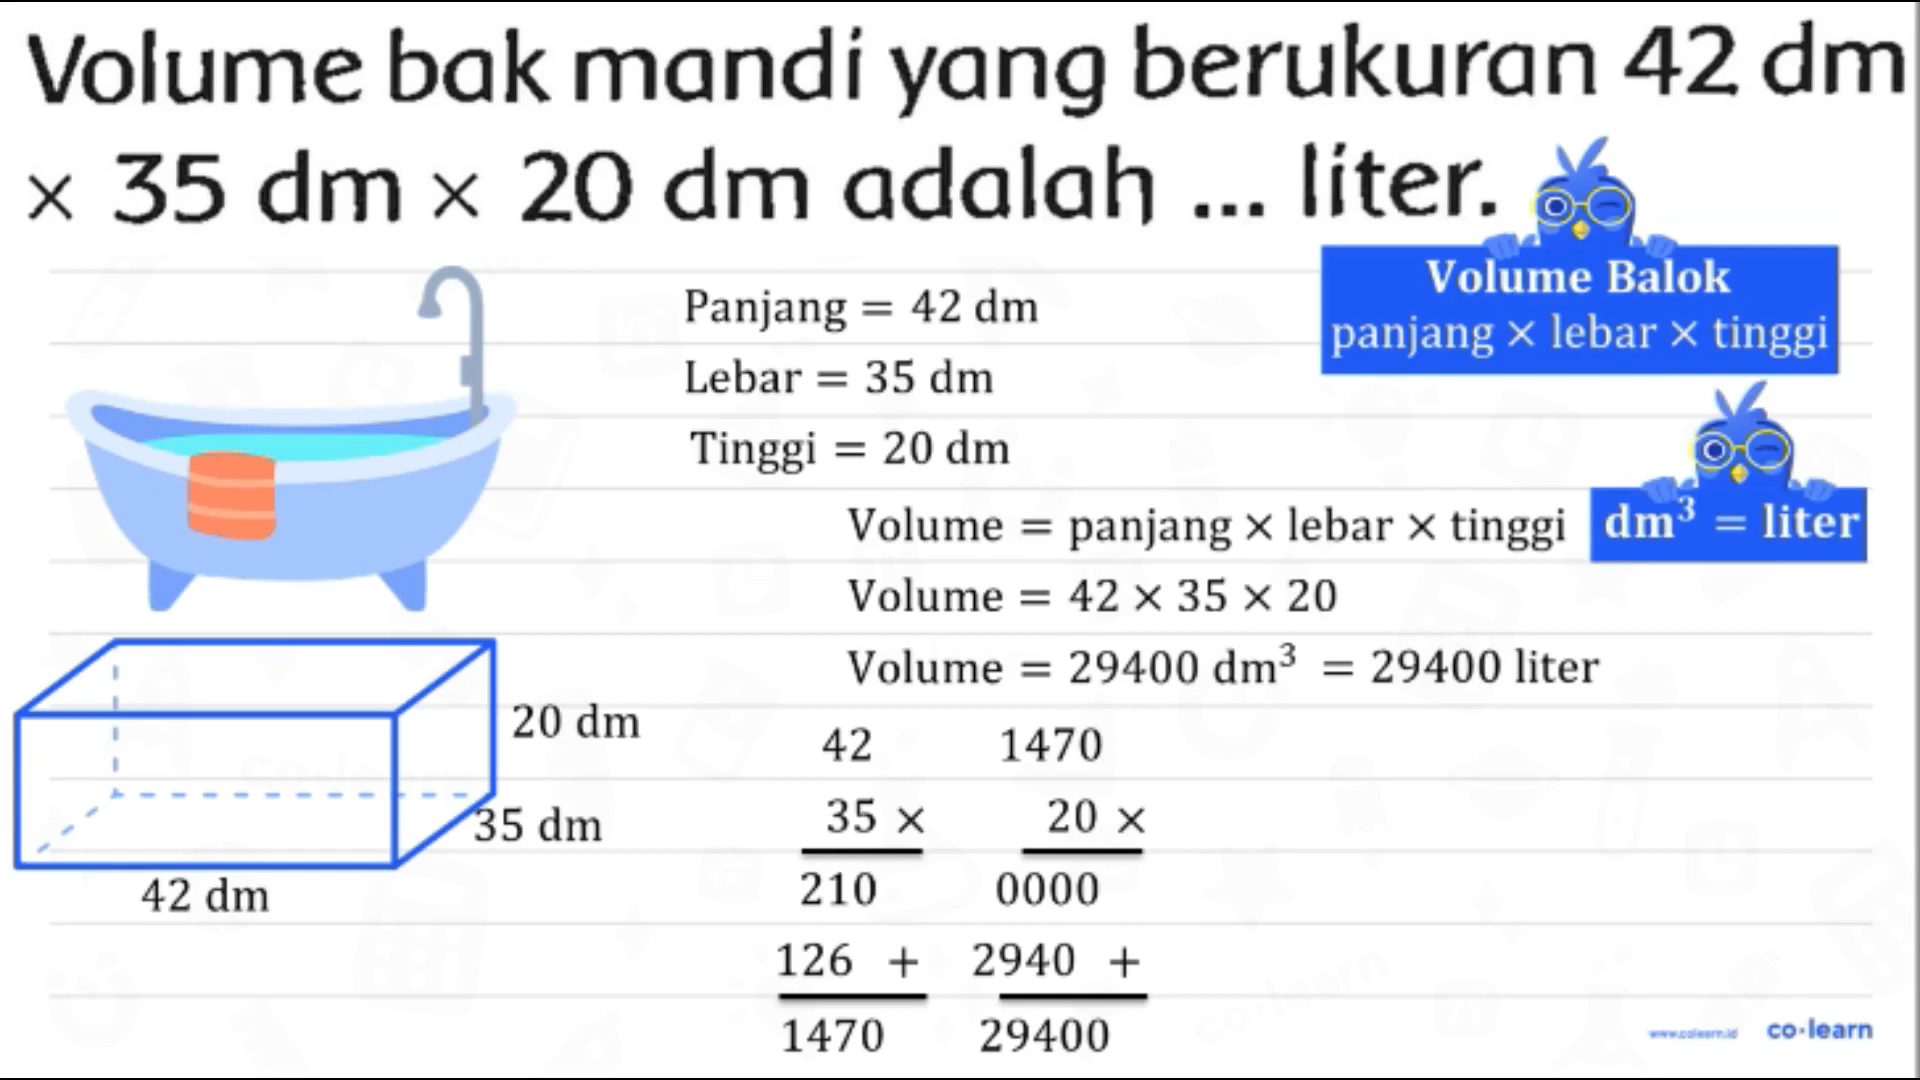 Volume bak mandi yang berukuran 42 dm
× 35 dm × 20 dm adalah ... liter.
Volume Balok
panjang × lebar × tinggi
Panjang = 42 dm
Lebar = 35 dm
Tinggi = 20 dm
dm³ = liter
Volume = panjang × lebar × tinggi
Volume = 42 × 35 × 20
Volume = 29400 dm³ = 29400 liter
20 dm
35 dm
42 dm
42 1470
35 × 20 ×
210 0000
126 + 2940 +
1470 29400
www.colearn.id co·learn